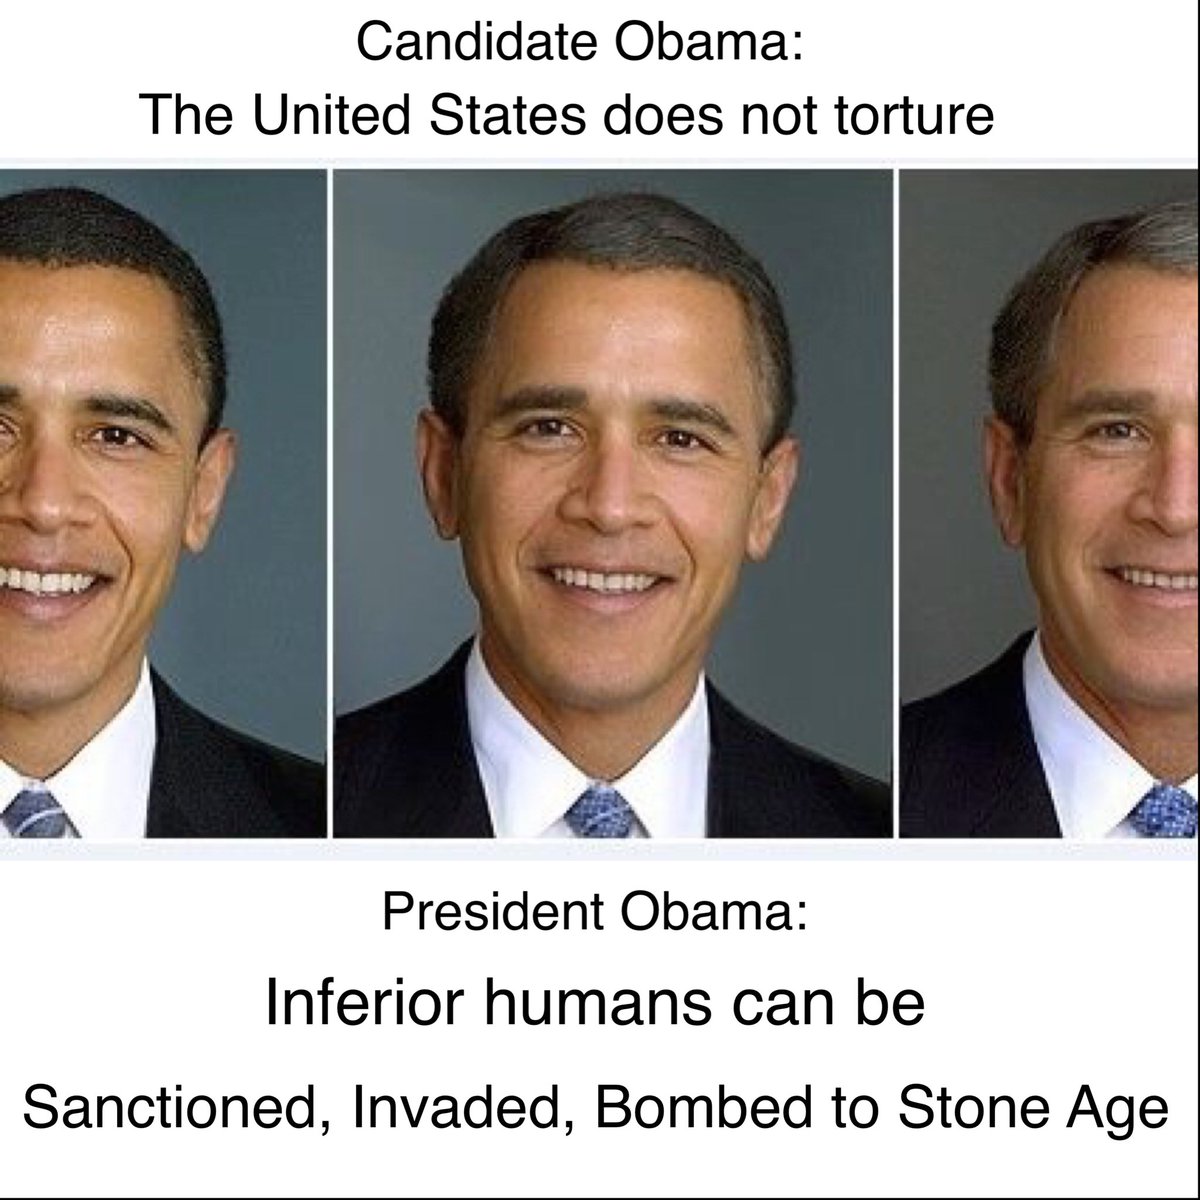 Candidate Obama:
The United States does not torture
President Obama:
Inferior humans can be
Sanctioned, Invaded, Bombed to Stone Age